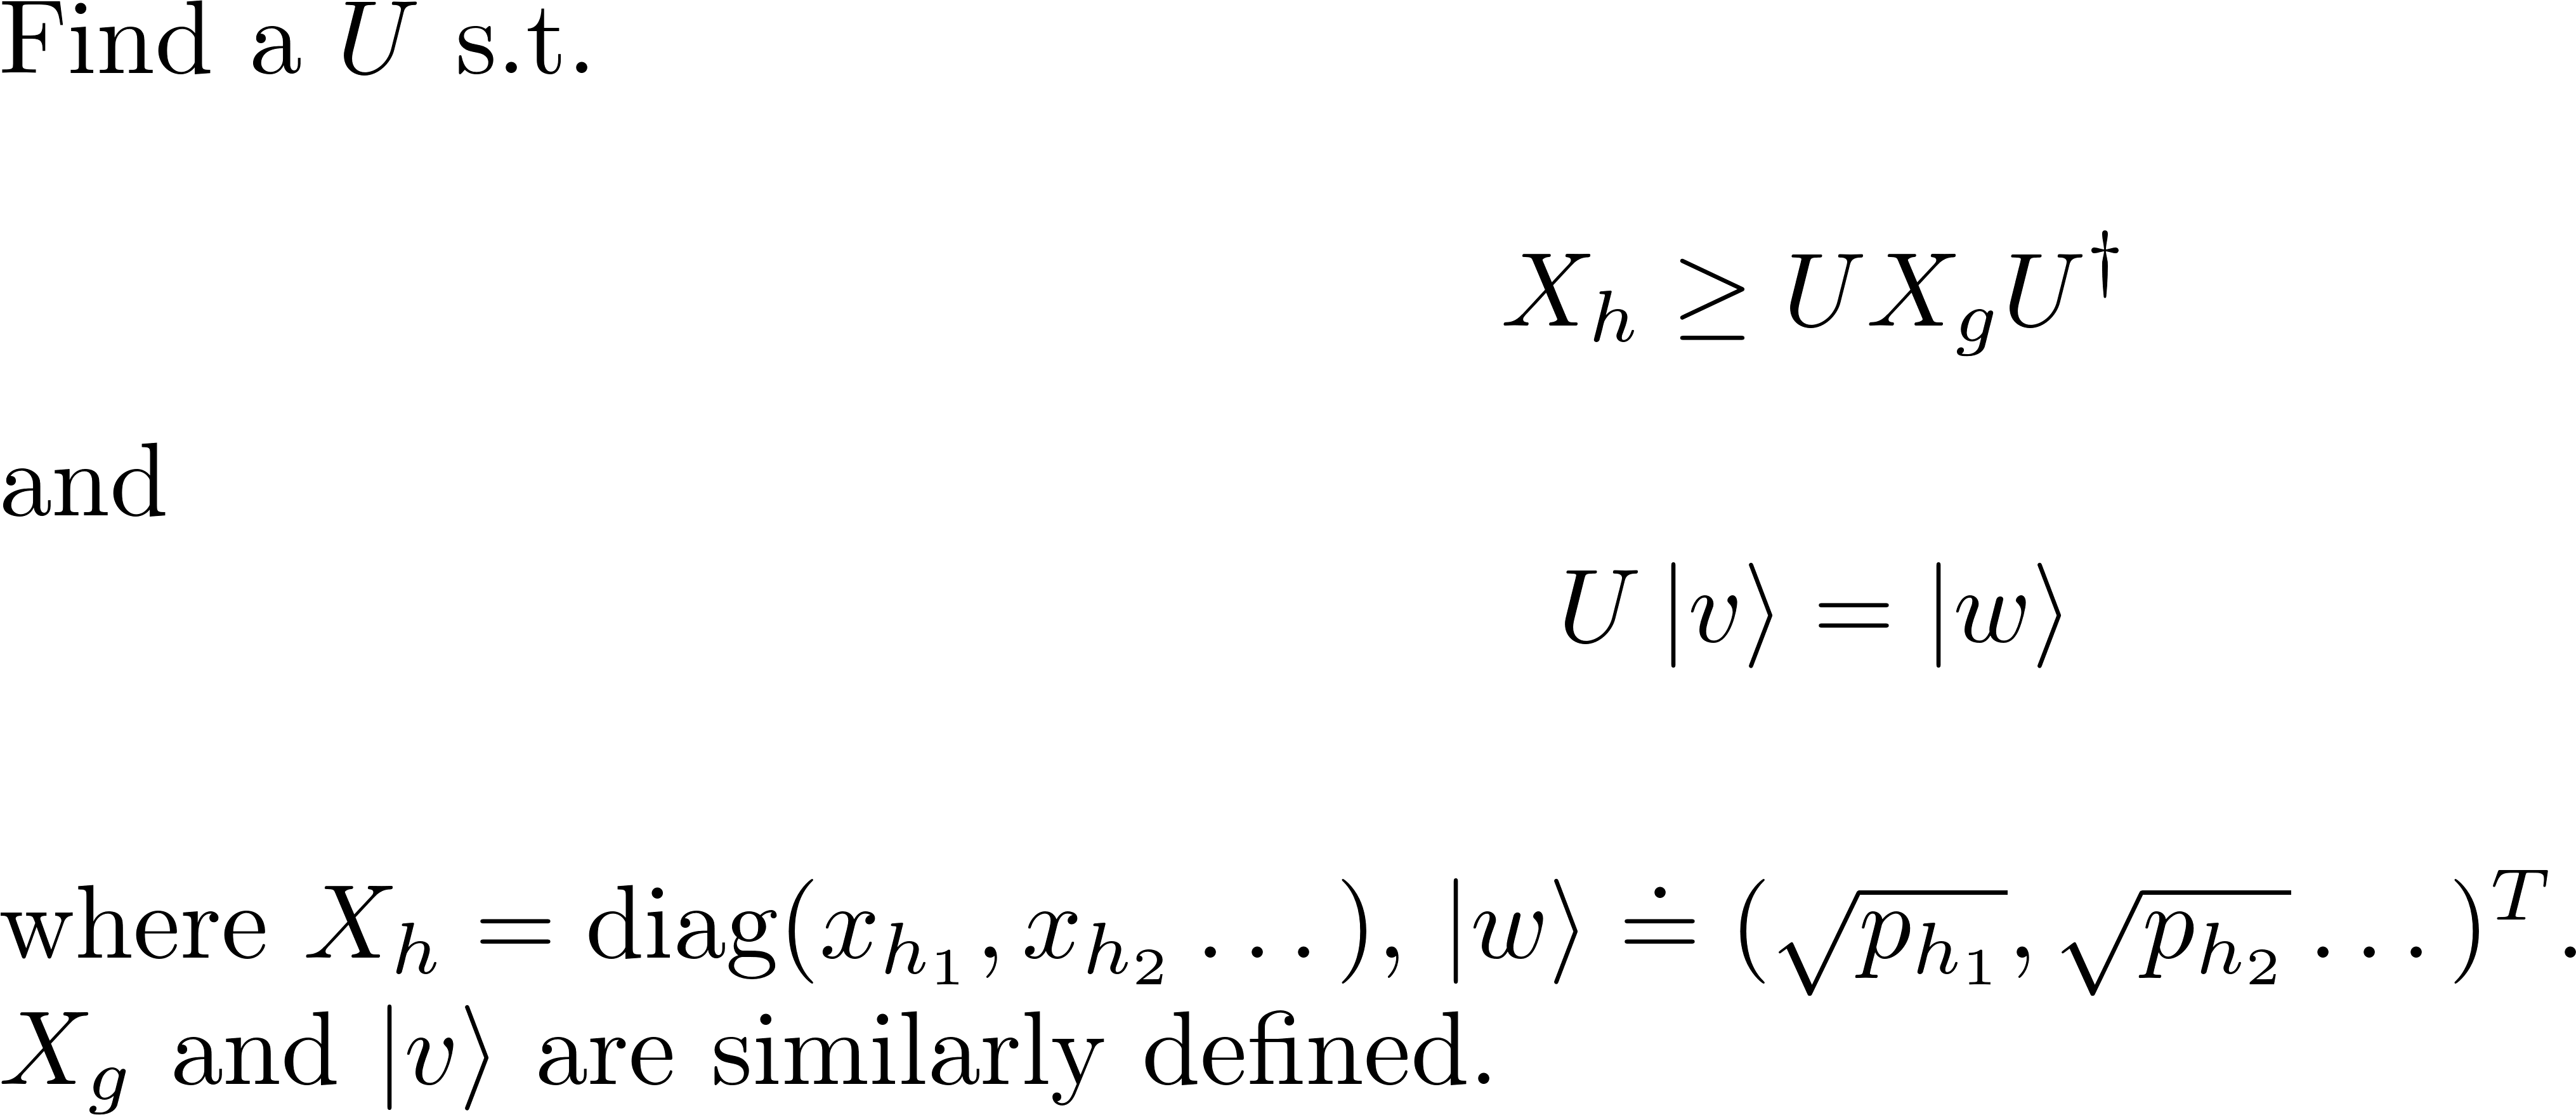 Find a U s.t.
X_h ≥ U X_g U^†
and
U |v⟩ = |w⟩
where X_h = diag(x_{h_1}, x_{h_2} . . . ), |w⟩ ≐ (√p_{h_1}, √p_{h_2} . . . )^T.
X_g and |v⟩ are similarly defined.